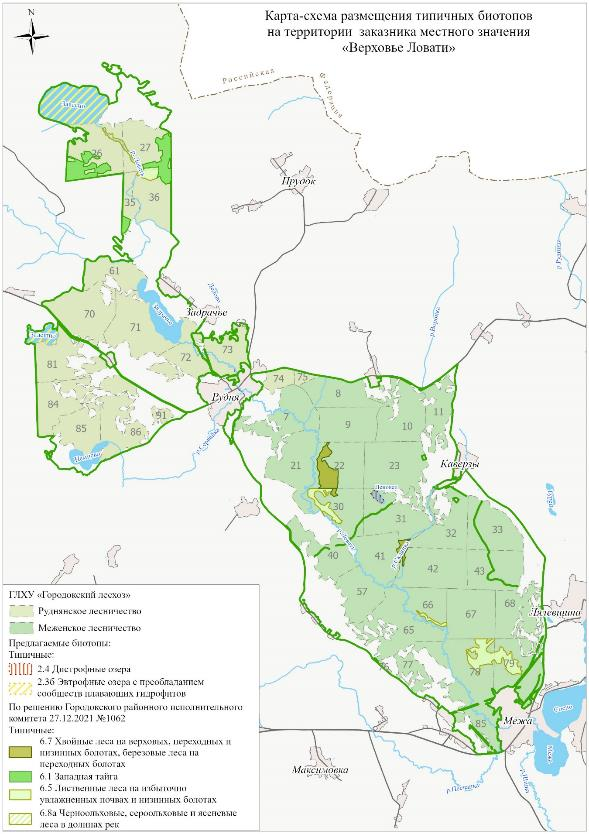 Карта-схема размещения типичных биотопов
на территории заказника местного значения
«Верховье Ловати»
N
Российская
Федерация
26
27
35
36
Прудок
61
70
71
72
73
Задрачье
81
84
85
86
91
Рудня
74
75
7
8
9
10
11
21
22
23
Каверзы
30
31
32
33
40
41
42
43
57
65
66
67
68
76
77
78
79
85
Межа
Максимовка
ГЛХУ «Городокский лесхоз»
Руднянское лесничество
Меженское лесничество
Предлагаемые биотопы:
Типичные:
2.4 Дистрофные озера
2.3б Эвтрофные озера с преобладанием
сообществ плавающих гидрофитов
По решению Городокского районного исполнительного
комитета 27.12.2021 №1062
Типичные:
6.7 Хвойные леса на верховых, переходных и
низинных болотах, березовые леса на
переходных болотах
6.1 Западная тайга
6.5 Лиственные леса на избыточно
увлажненных почвах и низинных болотах
6.8а Черноольховые, сероольховые и ясеневые
леса в долинах рек